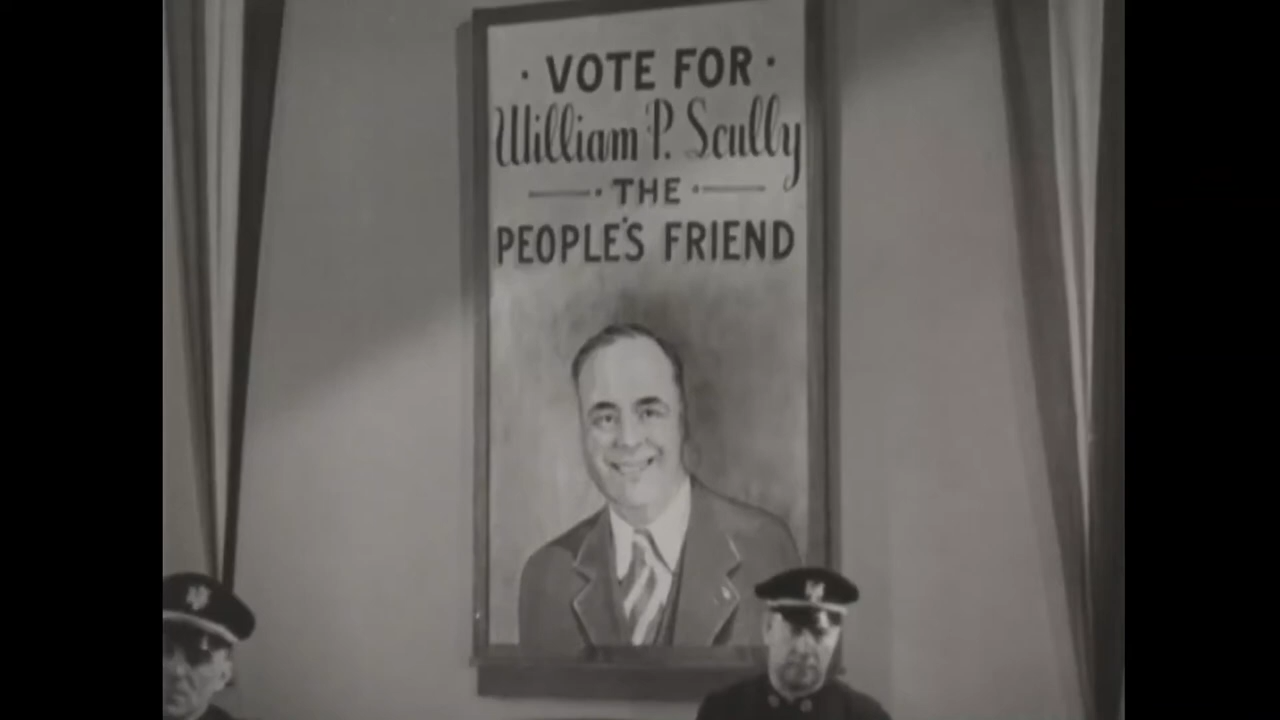 · VOTE FOR ·
William P. Scully
· THE ·
PEOPLE'S FRIEND